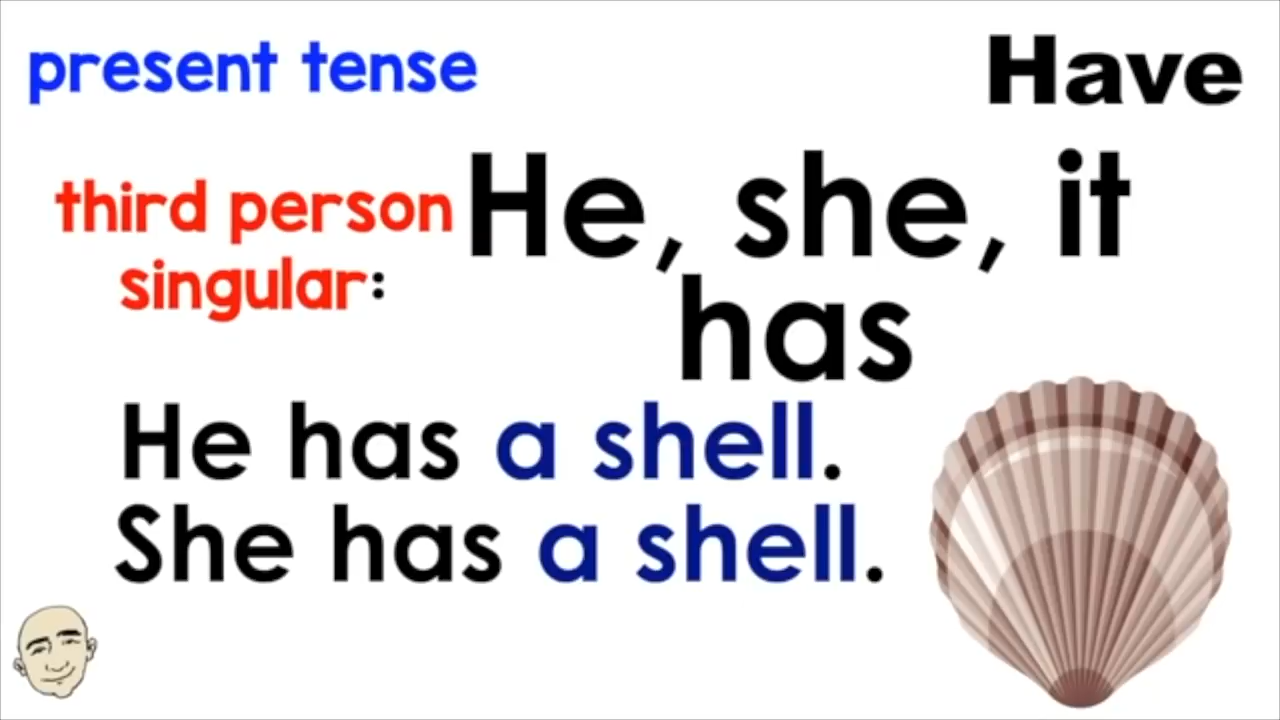 present tense
Have
third person
singular:
He, she, it
has
He has a shell.
She has a shell.